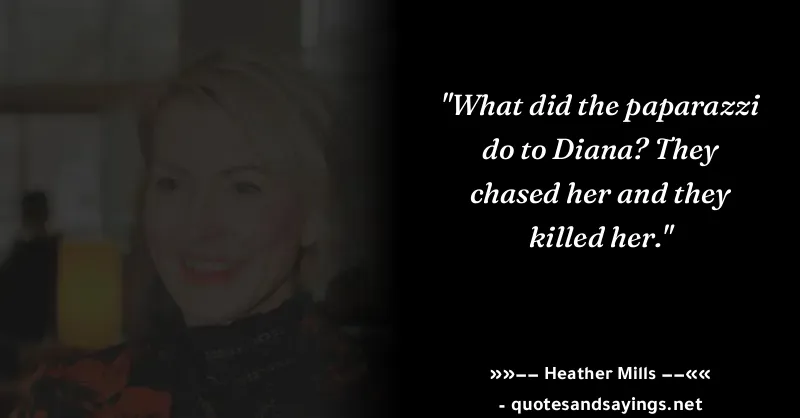 "What did the paparazzi
do to Diana? They
chased her and they
killed her."
»»−− Heather Mills −−««
- quotesandsayings.net